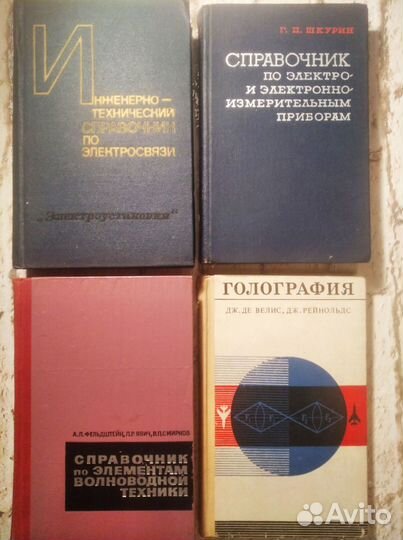 ИНЖЕНЕРНО-
ТЕХНИЧЕСКИЙ
СПРАВОЧНИК
ПО
ЭЛЕКТРОСВЯЗИ
„Электроустановки"
Г. П. ШКУРИН
СПРАВОЧНИК
ПО ЭЛЕКТРО-
И ЭЛЕКТРОННО-
ИЗМЕРИТЕЛЬНЫМ
ПРИБОРАМ
А.Л. ФЕЛЬДШТЕЙН, Л.Р. ЯВИЧ, В.П. СМИРНОВ
СПРАВОЧНИК
ПО ЭЛЕМЕНТАМ
ВОЛНОВОДНОЙ
ТЕХНИКИ
ГОЛОГРАФИЯ
ДЖ. ДЕ ВЕЛИС, ДЖ. РЕЙНОЛЬДС
Avito